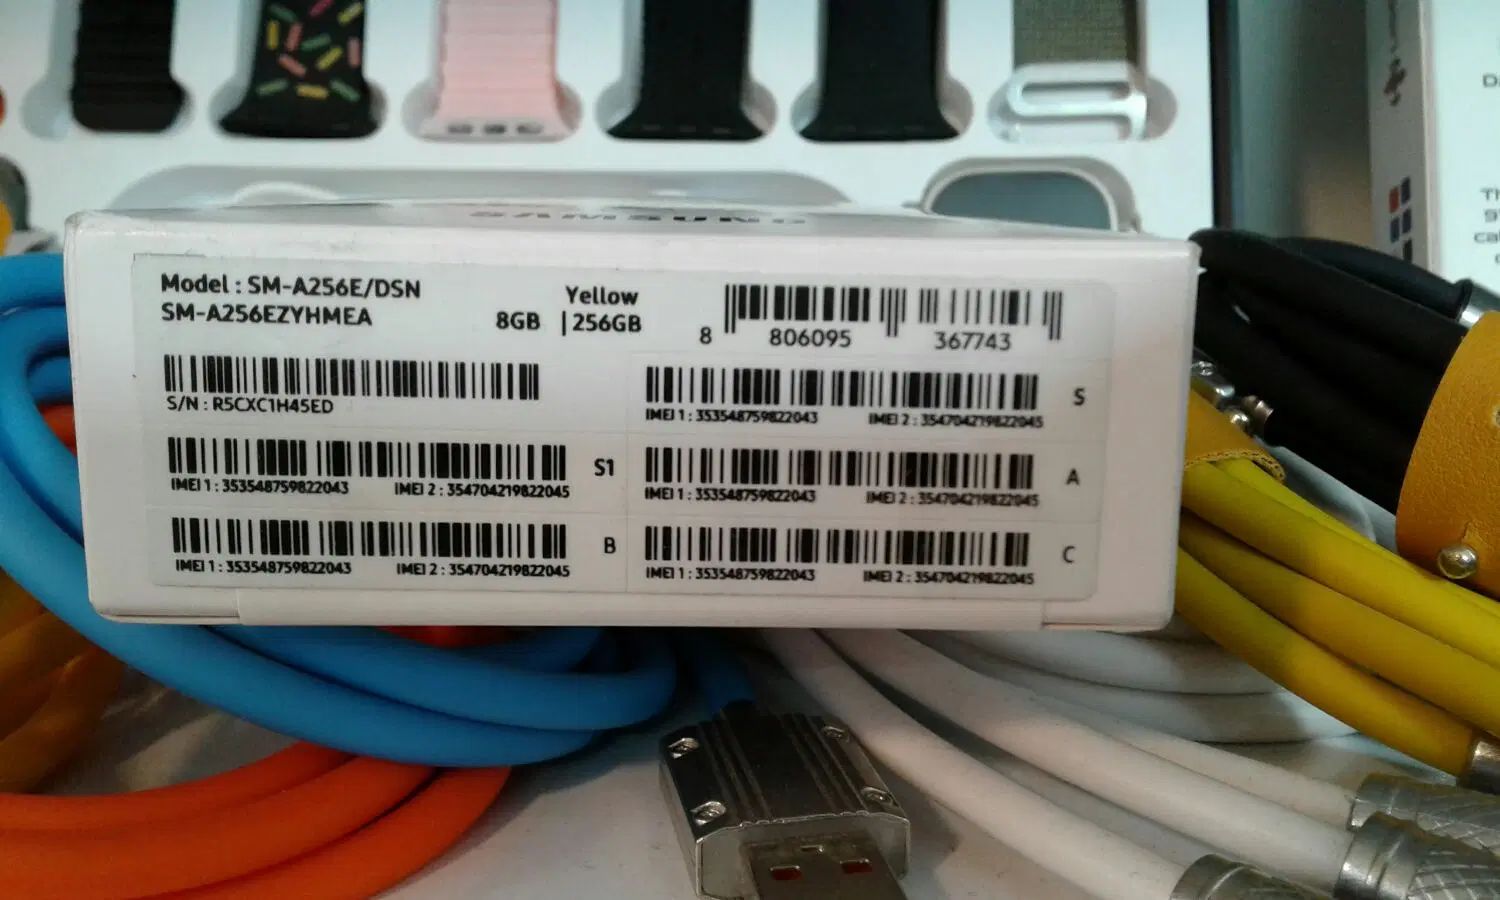 SAMSUNG
Model : SM-A256E/DSN
SM-A256EZYHMEA
8GB
Yellow
| 256GB
8 806095 367743
S/N : R5CXC1H45ED
IMEI 1 : 353548759822043 IMEI 2 : 354704219822045
S
IMEI 1 : 353548759822043 IMEI 2 : 354704219822045
S1
IMEI 1 : 353548759822043 IMEI 2 : 354704219822045
A
IMEI 1 : 353548759822043 IMEI 2 : 354704219822045
B
IMEI 1 : 353548759822043 IMEI 2 : 354704219822045
C